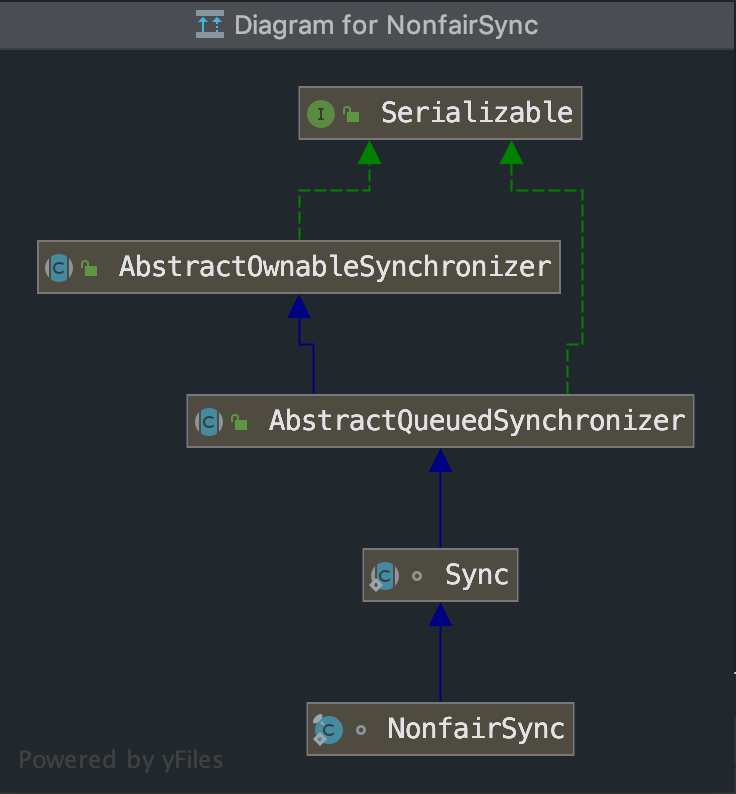 Diagram for NonfairSync
I Serializable
C AbstractOwnableSynchronizer
C AbstractQueuedSynchronizer
C Sync
C NonfairSync
Powered by yFiles